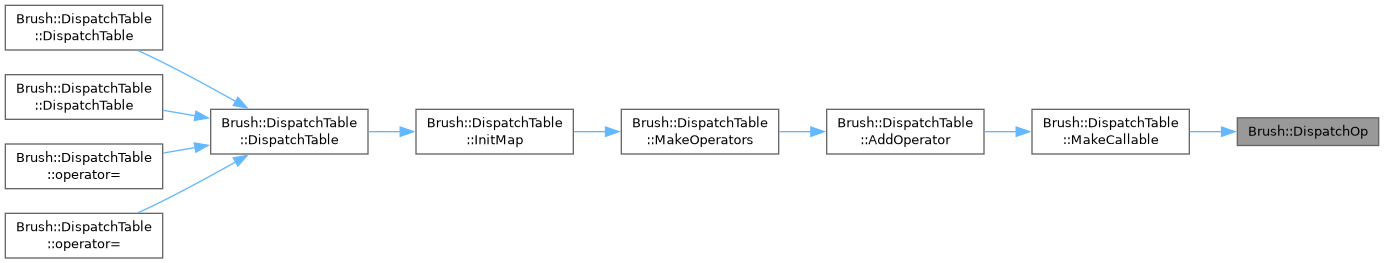 Brush::DispatchTable
::DispatchTable
Brush::DispatchTable
::DispatchTable
Brush::DispatchTable
::operator=
Brush::DispatchTable
::operator=
Brush::DispatchTable
::DispatchTable
Brush::DispatchTable
::InitMap
Brush::DispatchTable
::MakeOperators
Brush::DispatchTable
::AddOperator
Brush::DispatchTable
::MakeCallable
Brush::DispatchOp